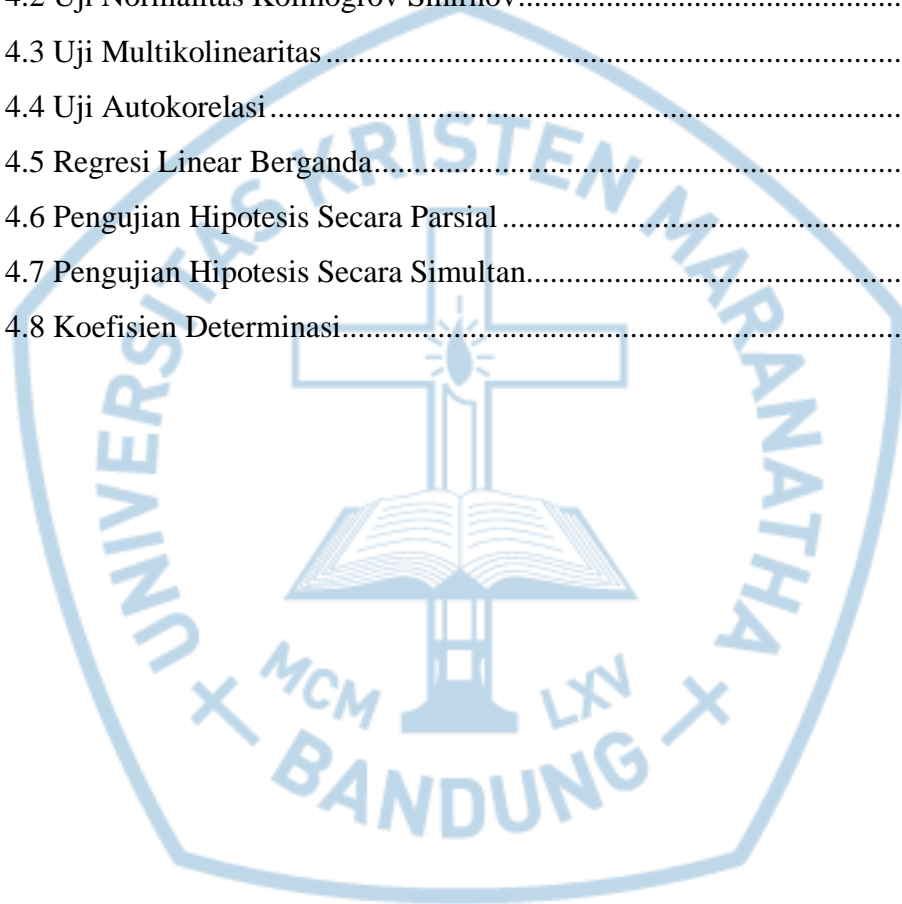 4.2 Uji Normalitas Kolmogrov Smirnov
4.3 Uji Multikolinearitas
4.4 Uji Autokorelasi
4.5 Regresi Linear Berganda
4.6 Pengujian Hipotesis Secara Parsial
4.7 Pengujian Hipotesis Secara Simultan
4.8 Koefisien Determinasi
UNIVERSITAS KRISTEN MARANATHA
MCM LXV
BANDUNG